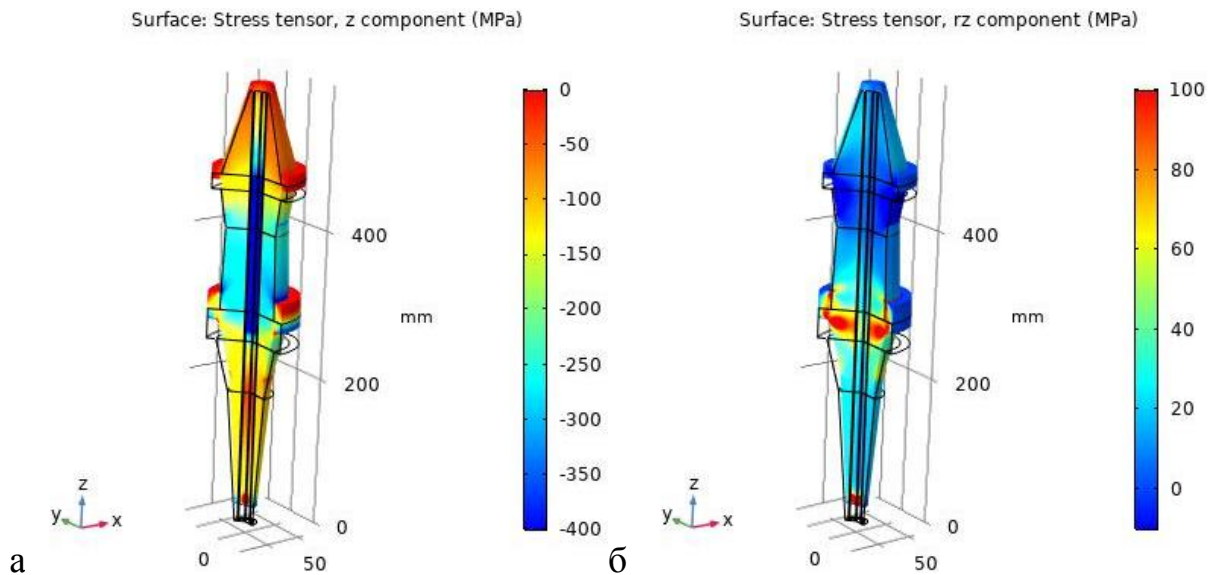 Surface: Stress tensor, z component (MPa)
0
-50
-100
-150
-200
-250
-300
-350
-400
400
mm
200
0
0
50
z
y
x
а
Surface: Stress tensor, rz component (MPa)
100
80
60
40
20
0
400
mm
200
0
0
50
z
y
x
б